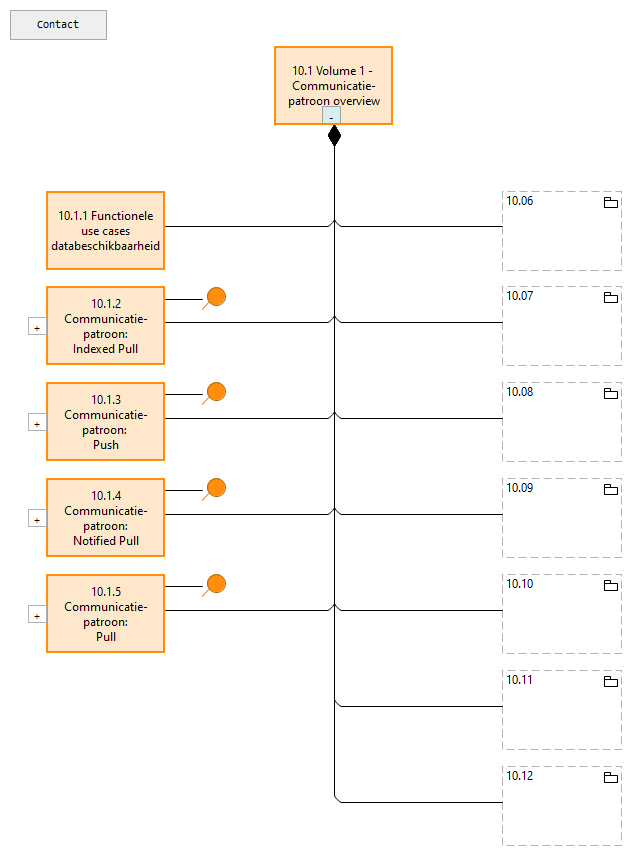 Contact
10.1 Volume 1 -
Communicatie-
patroon overview
-
10.1.1 Functionele
use cases
databeschikbaarheid
10.06
10.1.2
Communicatie-
patroon:
Indexed Pull
+
10.07
10.1.3
Communicatie-
patroon:
Push
+
10.08
10.1.4
Communicatie-
patroon:
Notified Pull
+
10.09
10.1.5
Communicatie-
patroon:
Pull
+
10.10
10.11
10.12